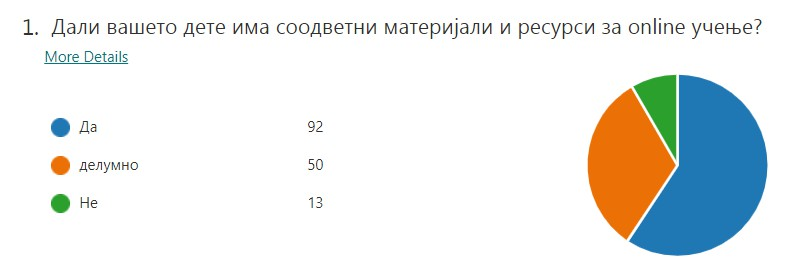 1. Дали вашето дете има соодветни материјали и ресурси за online учење?
More Details
Да 92
делумно 50
Не 13